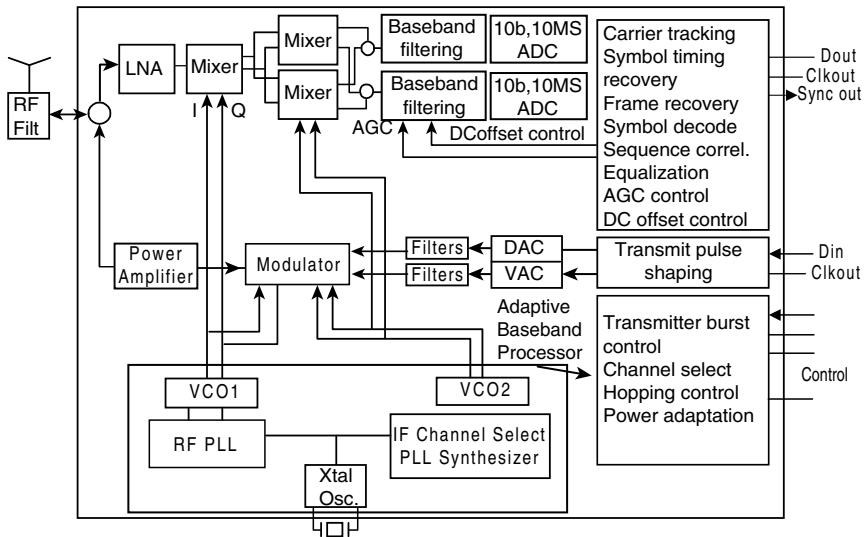 RF
Filt
LNA
Mixer
I
Q
Mixer
Mixer
Baseband
filtering
10b,10MS
ADC
Baseband
filtering
10b,10MS
ADC
AGC
DCoffset control
Carrier tracking
Symbol timing
recovery
Frame recovery
Symbol decode
Sequence correl.
Equalization
AGC control
DC offset control
Dout
Clkout
Sync out
Power
Amplifier
Modulator
Filters
Filters
DAC
VAC
Transmit pulse
shaping
Din
Clkout
Adaptive
Baseband
Processor
Transmitter burst
control
Channel select
Hopping control
Power adaptation
Control
VCO1
VCO2
RF PLL
IF Channel Select
PLL Synthesizer
Xtal
Osc.